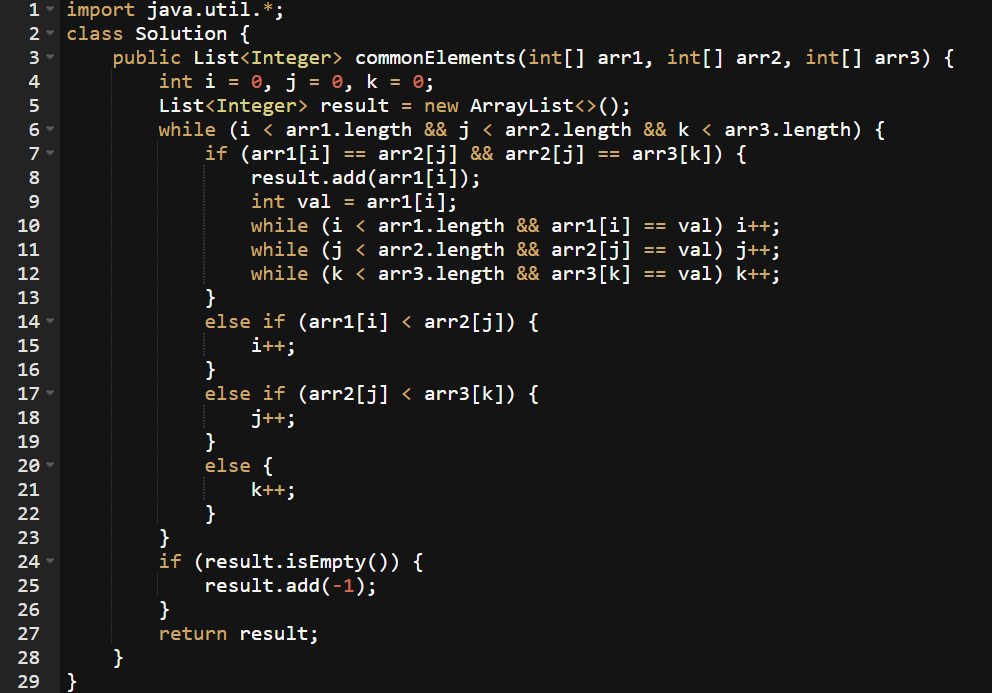 1 import java.util.*;
2 class Solution {
3     public List<Integer> commonElements(int[] arr1, int[] arr2, int[] arr3) {
4         int i = 0, j = 0, k = 0;
5         List<Integer> result = new ArrayList<>();
6         while (i < arr1.length && j < arr2.length && k < arr3.length) {
7             if (arr1[i] == arr2[j] && arr2[j] == arr3[k]) {
8                 result.add(arr1[i]);
9                 int val = arr1[i];
10                 while (i < arr1.length && arr1[i] == val) i++;
11                 while (j < arr2.length && arr2[j] == val) j++;
12                 while (k < arr3.length && arr3[k] == val) k++;
13             }
14             else if (arr1[i] < arr2[j]) {
15                 i++;
16             }
17             else if (arr2[j] < arr3[k]) {
18                 j++;
19             }
20             else {
21                 k++;
22             }
23         }
24         if (result.isEmpty()) {
25             result.add(-1);
26         }
27         return result;
28     }
29 }